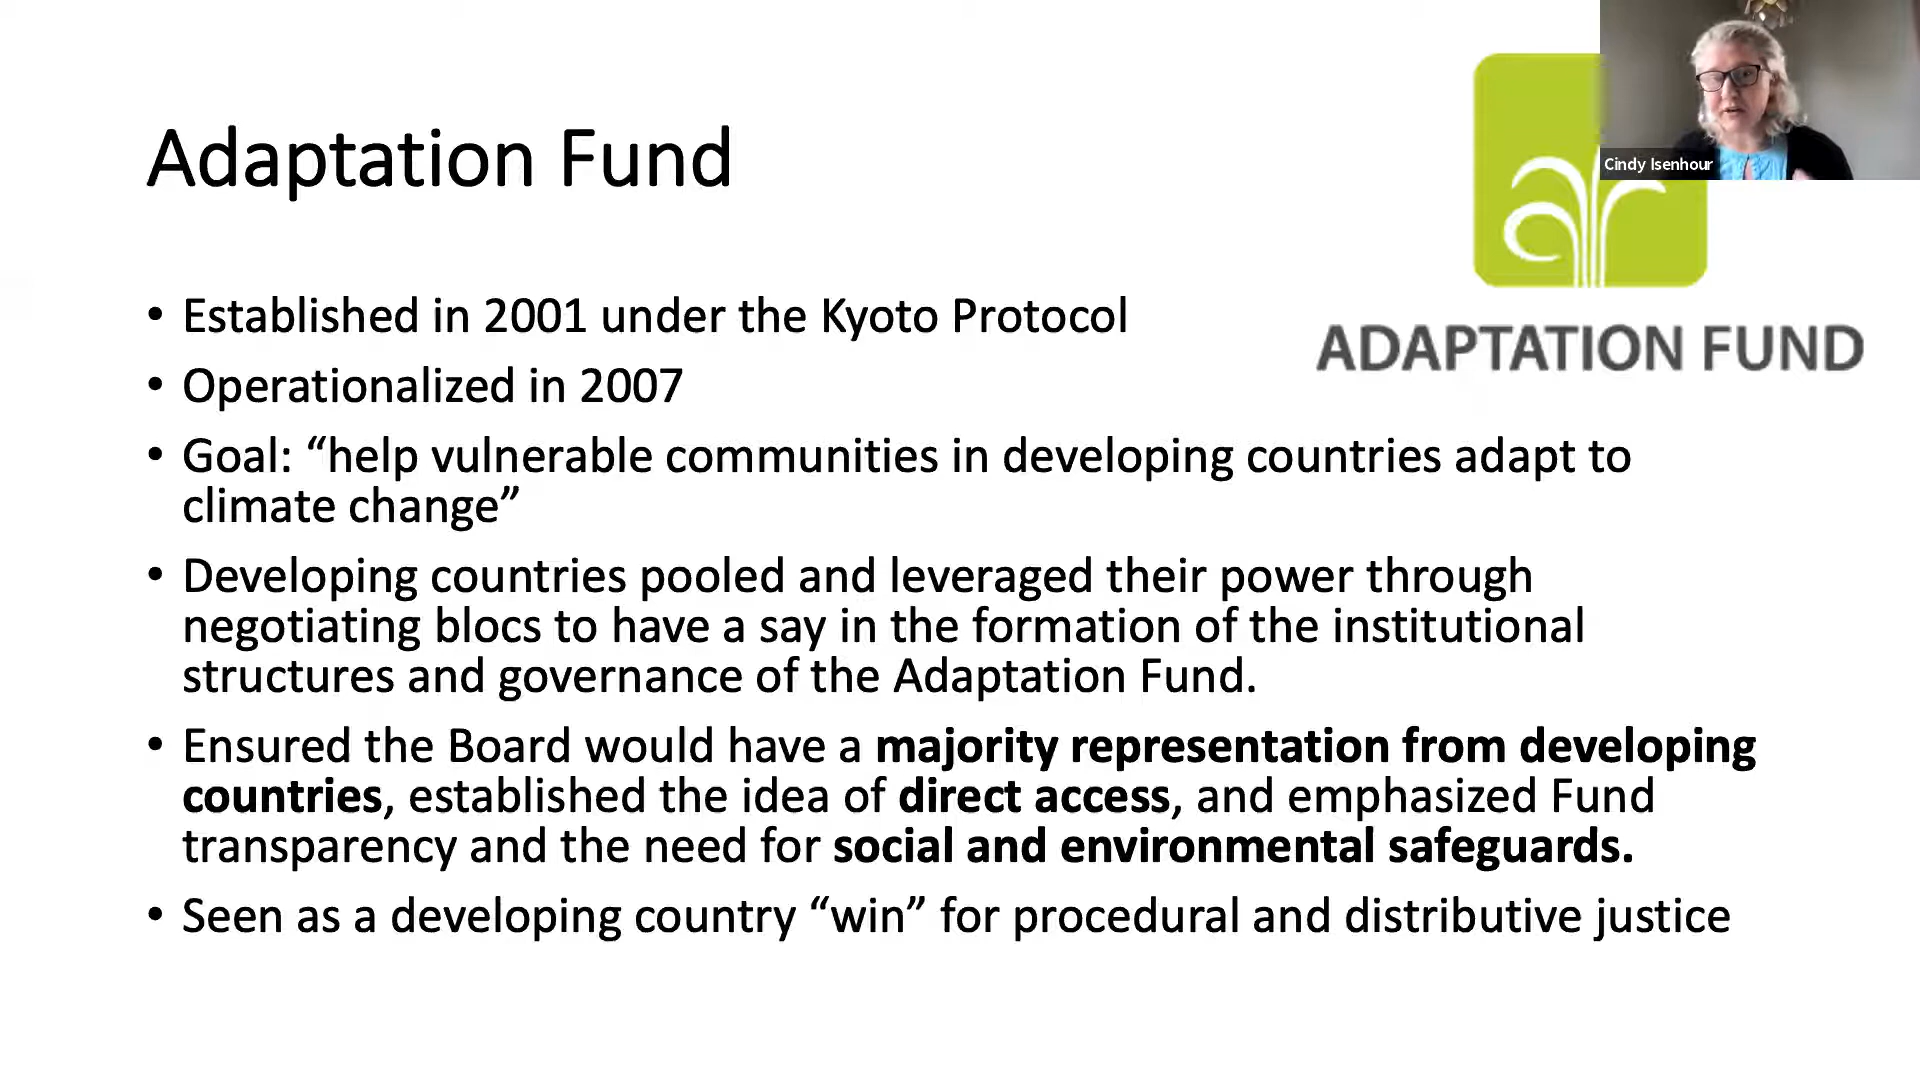 Adaptation Fund
Cindy Isenhour
ADAPTATION FUND
• Established in 2001 under the Kyoto Protocol
• Operationalized in 2007
• Goal: “help vulnerable communities in developing countries adapt to
climate change”
• Developing countries pooled and leveraged their power through
negotiating blocs to have a say in the formation of the institutional
structures and governance of the Adaptation Fund.
• Ensured the Board would have a majority representation from developing
countries, established the idea of direct access, and emphasized Fund
transparency and the need for social and environmental safeguards.
• Seen as a developing country “win” for procedural and distributive justice